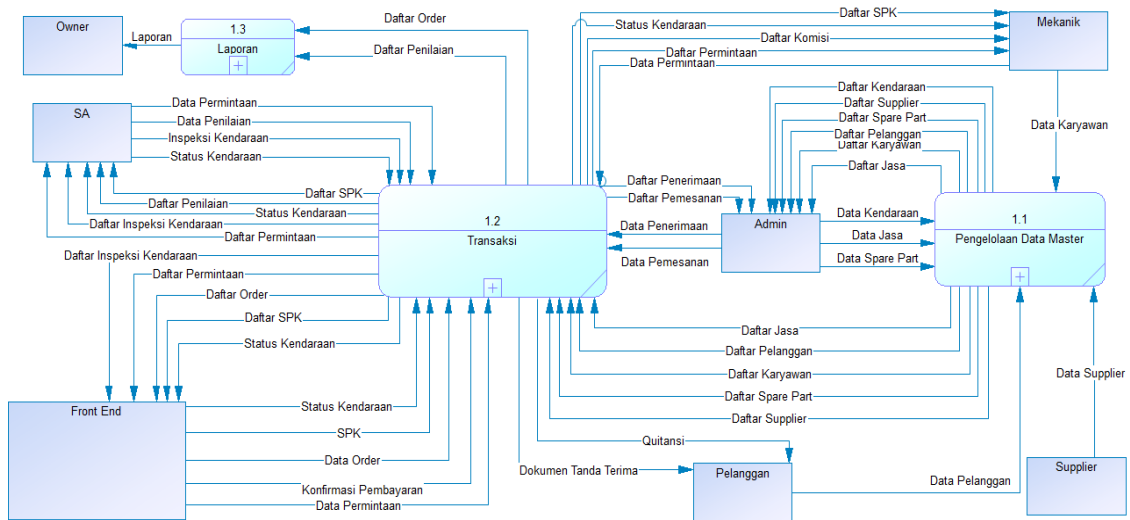 Owner
Laporan
1.3
Laporan
Daftar Order
Daftar Penilaian
Daftar SPK
Status Kendaraan
Daftar Komisi
Daftar Permintaan
Data Permintaan
Mekanik
SA
Data Permintaan
Data Penilaian
Inspeksi Kendaraan
Status Kendaraan
Daftar SPK
Daftar Penilaian
Status Kendaraan
Daftar Inspeksi Kendaraan
Daftar Permintaan
Daftar Kendaraan
Daftar Supplier
Daftar Spare Part
Daftar Pelanggan
Daftar Karyawan
Daftar Jasa
Data Karyawan
1.2
Transaksi
Daftar Penerimaan
Daftar Pemesanan
Data Penerimaan
Data Pemesanan
Admin
Data Kendaraan
Data Jasa
Data Spare Part
1.1
Pengelolaan Data Master
Daftar Inspeksi Kendaraan
Daftar Permintaan
Daftar Order
Daftar SPK
Status Kendaraan
Daftar Jasa
Daftar Pelanggan
Daftar Karyawan
Daftar Spare Part
Daftar Supplier
Data Supplier
Front End
Status Kendaraan
SPK
Data Order
Konfirmasi Pembayaran
Data Permintaan
Quitansi
Dokumen Tanda Terima
Pelanggan
Data Pelanggan
Supplier